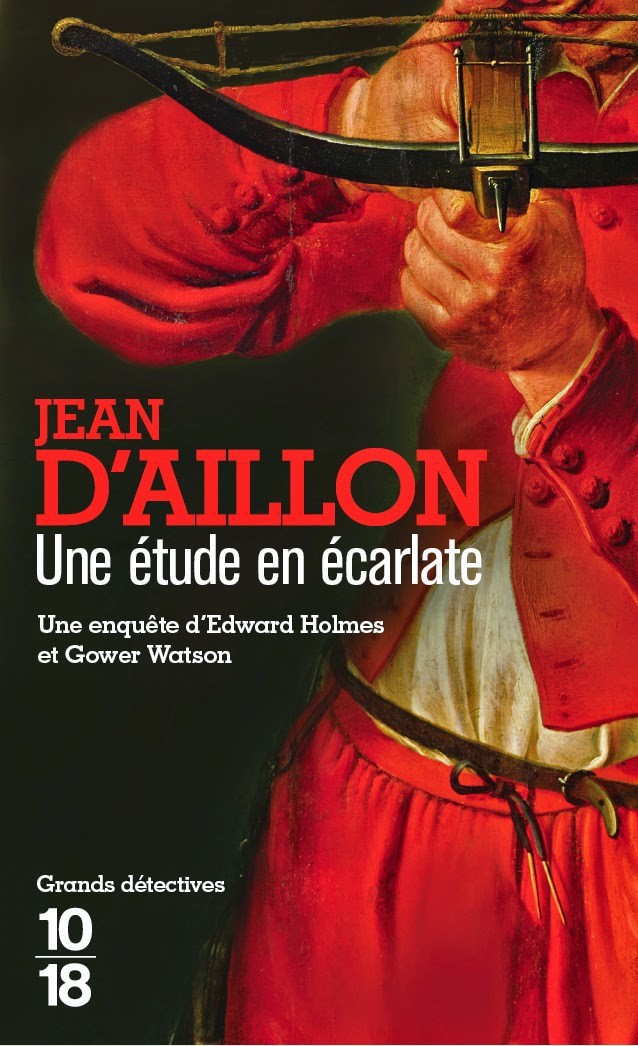 JEAN
D'AILLON
Une étude en écarlate
Une enquête d'Edward Holmes
et Gower Watson
Grands détectives
10
18